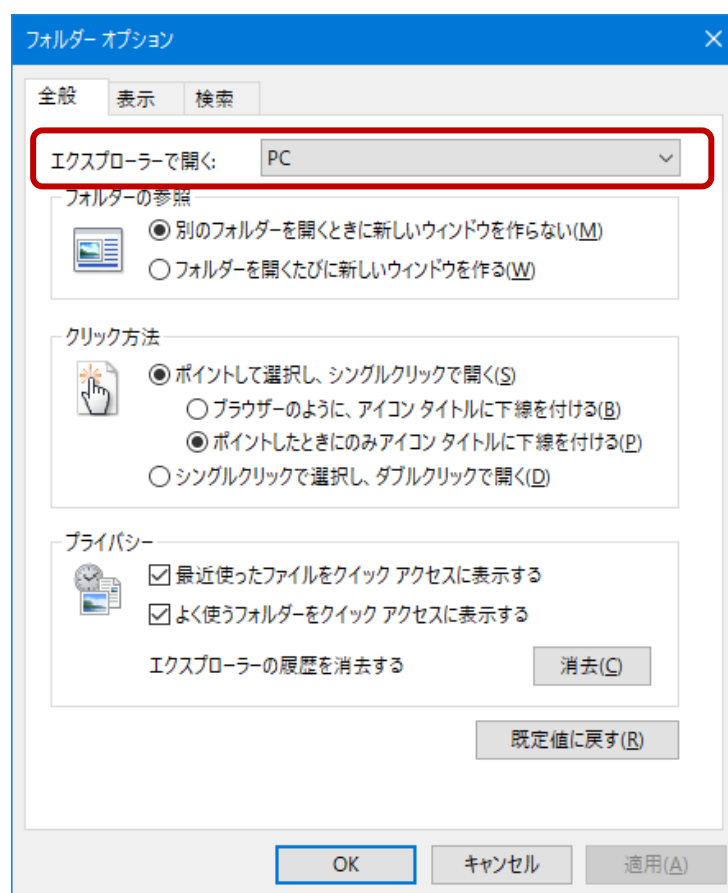 フォルダー オプション
全般 表示 検索
エクスプローラーで開く: PC
フォルダーの参照
別のフォルダーを開くときに新しいウィンドウを作らない(M)
フォルダーを開くたびに新しいウィンドウを作る(W)
クリック方法
ポイントして選択し、シングルクリックで開く(S)
ブラウザーのように、アイコン タイトルに下線を付ける(B)
ポイントしたときにのみアイコン タイトルに下線を付ける(P)
シングルクリックで選択し、ダブルクリックで開く(D)
プライバシー
最近使ったファイルをクイック アクセスに表示する
よく使うフォルダーをクイック アクセスに表示する
エクスプローラーの履歴を消去する 消去(C)
既定値に戻す(R)
OK キャンセル 適用(A)